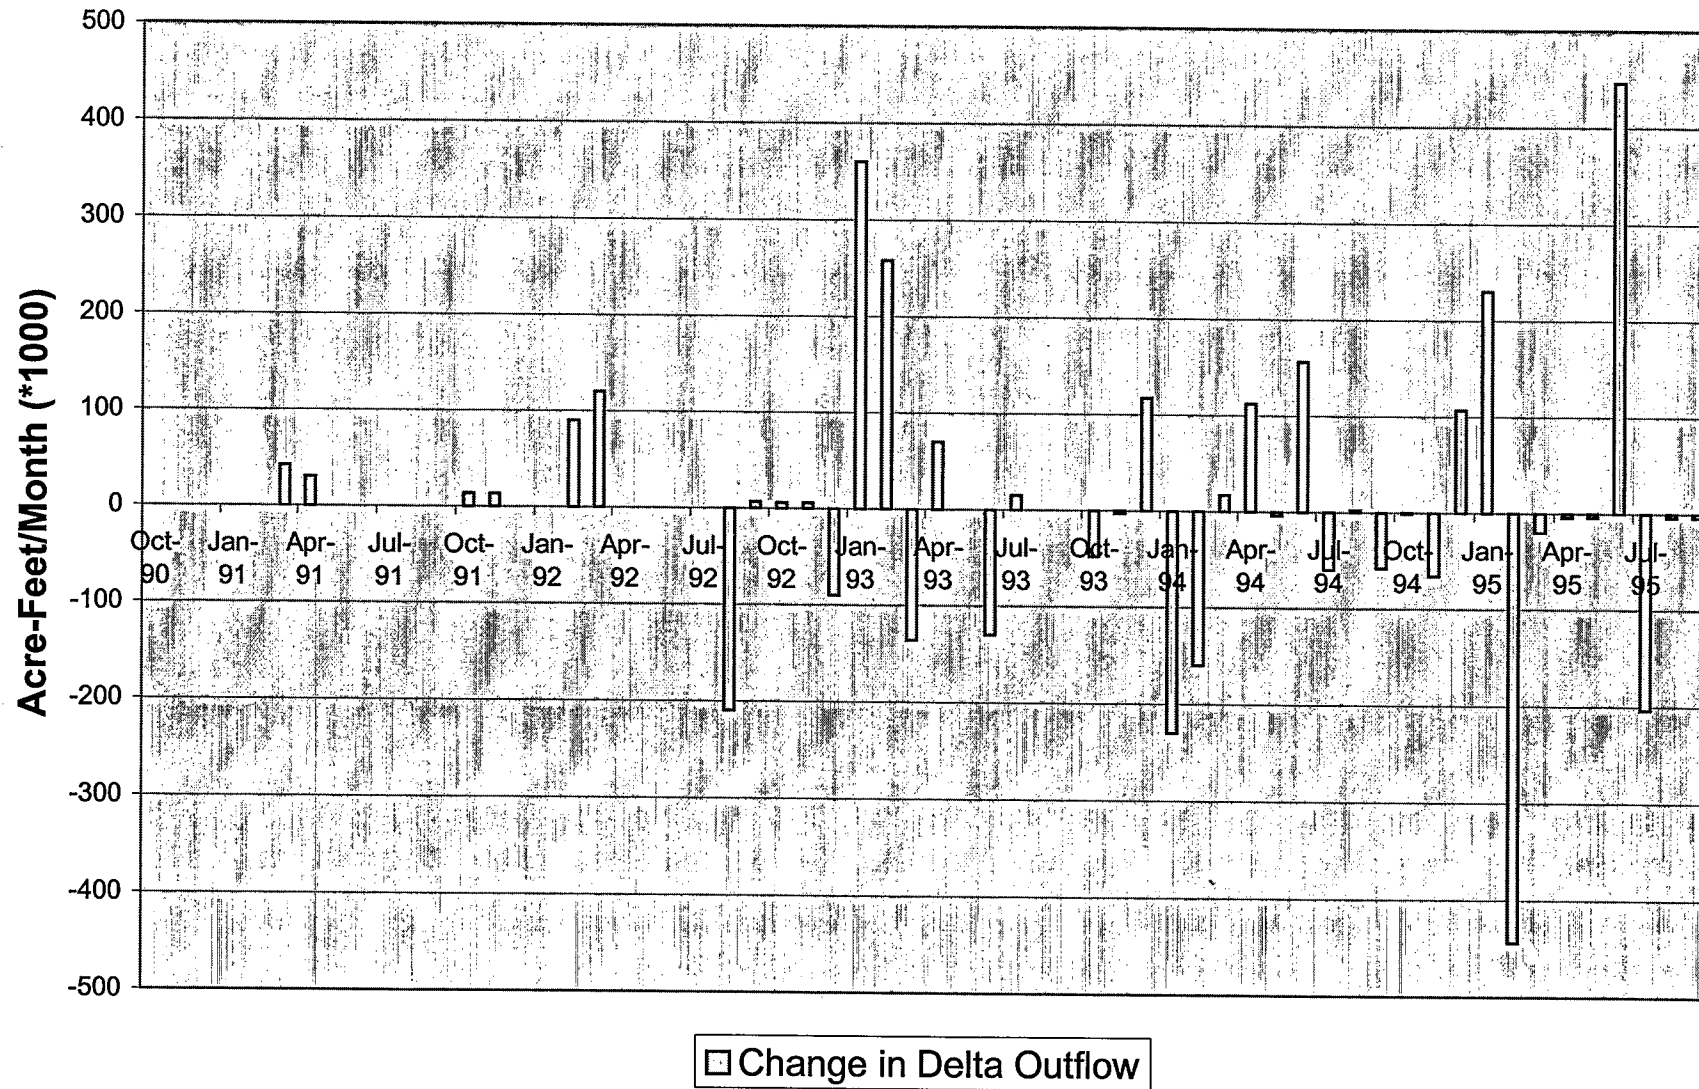 500
400
300
200
100
0
-100
-200
-300
-400
-500
Acre-Feet/Month (*1000)
Oct- Jan- Apr- Jul- Oct- Jan- Apr- Jul- Oct- Jan- Apr- Jul- Oct- Jan- Apr- Jul- Oct- Jan- Apr- Jul-
90 91 91 91 91 92 92 92 92 93 93 93 93 94 94 94 94 95 95 95
Change in Delta Outflow